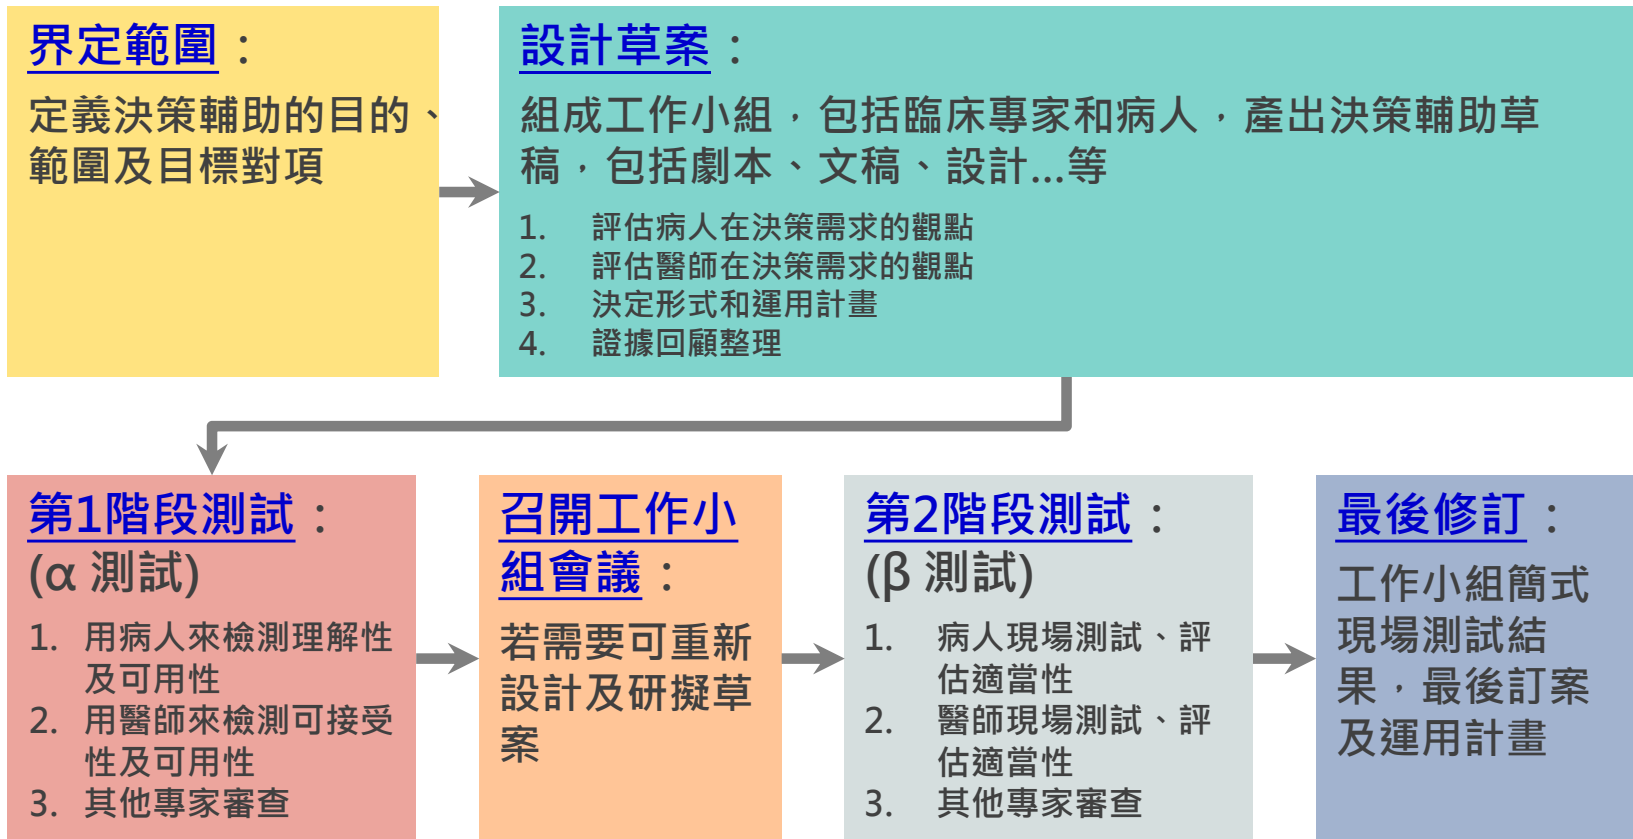 界定範圍：
定義決策輔助的目的、
範圍及目標對項
設計草案：
組成工作小組，包括臨床專家和病人，產出決策輔助草
稿，包括劇本、文稿、設計...等
1. 評估病人在決策需求的觀點
2. 評估醫師在決策需求的觀點
3. 決定形式和運用計畫
4. 證據回顧整理
第1階段測試：
(α 測試)
1. 用病人來檢測理解性
及可用性
2. 用醫師來檢測可接受
性及可用性
3. 其他專家審查
召開工作小
組會議：
若需要可重新
設計及研擬草
案
第2階段測試：
(β 測試)
1. 病人現場測試、評
估適當性
2. 醫師現場測試、評
估適當性
3. 其他專家審查
最後修訂：
工作小組簡式
現場測試結
果，最後訂案
及運用計畫